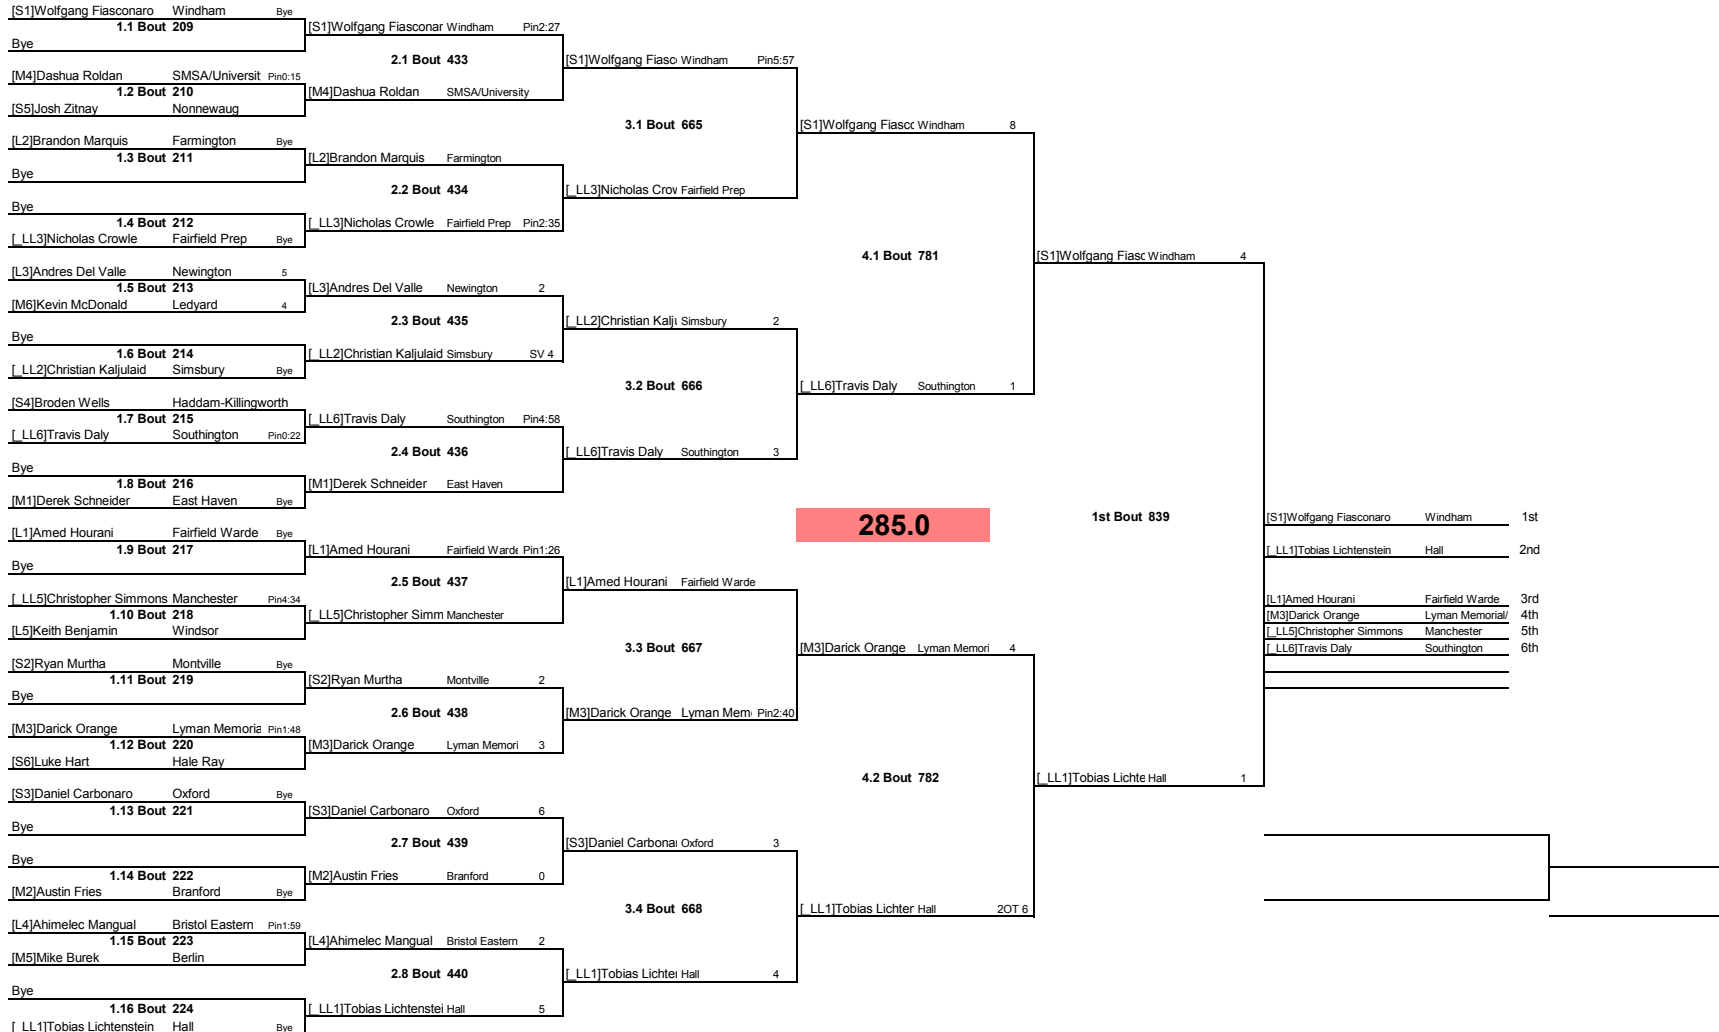 [S1]Wolfgang Fiasconaro Windham Bye
1.1 Bout 209
Bye
[M4]Dashua Roldan SMSA/Universit Pin0:15
1.2 Bout 210
[S5]Josh Zitnay Nonnewaug
[L2]Brandon Marquis Farmington Bye
1.3 Bout 211
Bye
Bye
1.4 Bout 212
[_LL3]Nicholas Crowle Fairfield Prep Bye
[L3]Andres Del Valle Newington 5
1.5 Bout 213
[M6]Kevin McDonald Ledyard 4
Bye
1.6 Bout 214
[_LL2]Christian Kaljulaid Simsbury Bye
[S4]Broden Wells Haddam-Killingworth
1.7 Bout 215
[_LL6]Travis Daly Southington Pin0:22
Bye
1.8 Bout 216
[M1]Derek Schneider East Haven Bye
[L1]Amed Hourani Fairfield Warde Bye
1.9 Bout 217
Bye
[_LL5]Christopher Simmons Manchester Pin4:34
1.10 Bout 218
[L5]Keith Benjamin Windsor
[S2]Ryan Murtha Montville Bye
1.11 Bout 219
Bye
[M3]Darick Orange Lyman Memoria Pin1:48
1.12 Bout 220
[S6]Luke Hart Hale Ray
[S3]Daniel Carbonaro Oxford Bye
1.13 Bout 221
Bye
Bye
1.14 Bout 222
[M2]Austin Fries Branford Bye
[L4]Ahimelec Mangual Bristol Eastern Pin1:59
1.15 Bout 223
[M5]Mike Burek Berlin
Bye
1.16 Bout 224
[_LL1]Tobias Lichtenstein Hall Bye
[S1]Wolfgang Fiasconar Windham Pin2:27
2.1 Bout 433
[M4]Dashua Roldan SMSA/University
[L2]Brandon Marquis Farmington
2.2 Bout 434
[_LL3]Nicholas Crowle Fairfield Prep Pin2:35
[L3]Andres Del Valle Newington 2
2.3 Bout 435
[_LL2]Christian Kaljulaid Simsbury SV 4
[_LL6]Travis Daly Southington Pin4:58
2.4 Bout 436
[M1]Derek Schneider East Haven
[L1]Amed Hourani Fairfield Warde Pin1:26
2.5 Bout 437
[_LL5]Christopher Simm Manchester
[S2]Ryan Murtha Montville 2
2.6 Bout 438
[M3]Darick Orange Lyman Memori 3
[S3]Daniel Carbonaro Oxford 6
2.7 Bout 439
[M2]Austin Fries Branford 0
[L4]Ahimelec Mangual Bristol Eastern 2
2.8 Bout 440
[_LL1]Tobias Lichtenstei Hall 5
[S1]Wolfgang Fiasco Windham Pin5:57
3.1 Bout 665
[_LL3]Nicholas Crow Fairfield Prep
[_LL2]Christian Kalju Simsbury 2
3.2 Bout 666
[_LL6]Travis Daly Southington 3
[L1]Amed Hourani Fairfield Warde
3.3 Bout 667
[M3]Darick Orange Lyman Mem Pin2:40
[S3]Daniel Carbonar Oxford 3
3.4 Bout 668
[_LL1]Tobias Lichter Hall 4
[S1]Wolfgang Fiasco Windham 8
4.1 Bout 781
[_LL6]Travis Daly Southington 1
285.0
[M3]Darick Orange Lyman Memori 4
4.2 Bout 782
[_LL1]Tobias Lichter Hall 2OT 6
[S1]Wolfgang Fiasc Windham 4
1st Bout 839
[_LL1]Tobias Lichte Hall 1
[S1]Wolfgang Fiasconaro Windham 1st
[_LL1]Tobias Lichtenstein Hall 2nd
[L1]Amed Hourani Fairfield Warde 3rd
[M3]Darick Orange Lyman Memorial/ 4th
[_LL5]Christopher Simmons Manchester 5th
[_LL6]Travis Daly Southington 6th